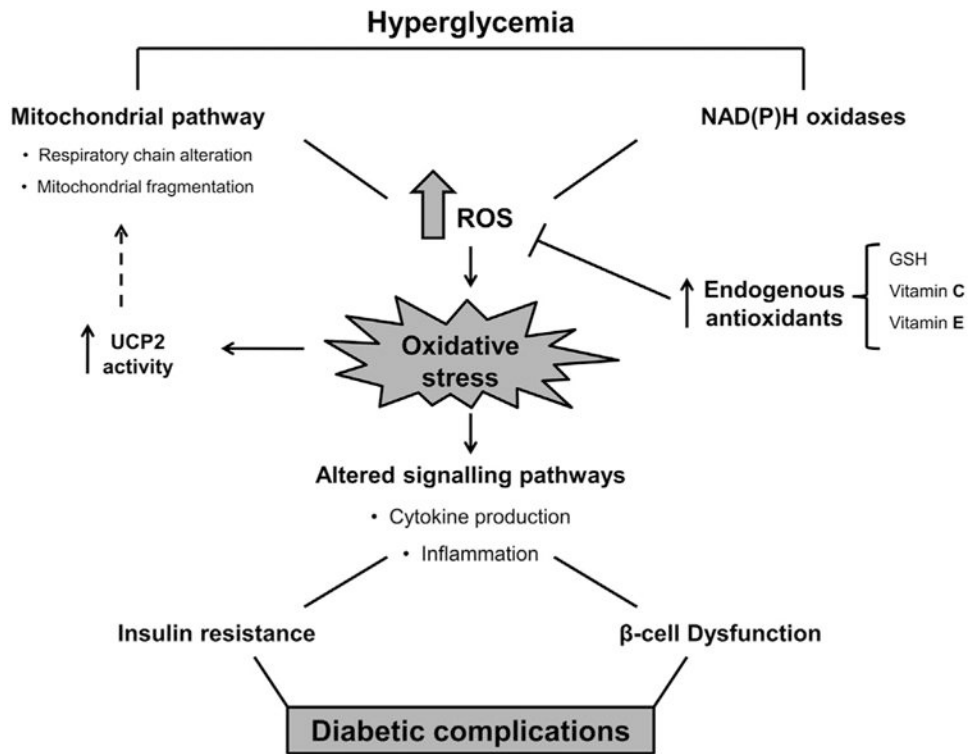 Hyperglycemia
Mitochondrial pathway
• Respiratory chain alteration
• Mitochondrial fragmentation
NAD(P)H oxidases
ROS
Endogenous
antioxidants
GSH
Vitamin C
Vitamin E
UCP2
activity
Oxidative
stress
Altered signalling pathways
• Cytokine production
• Inflammation
Insulin resistance
β-cell Dysfunction
Diabetic complications